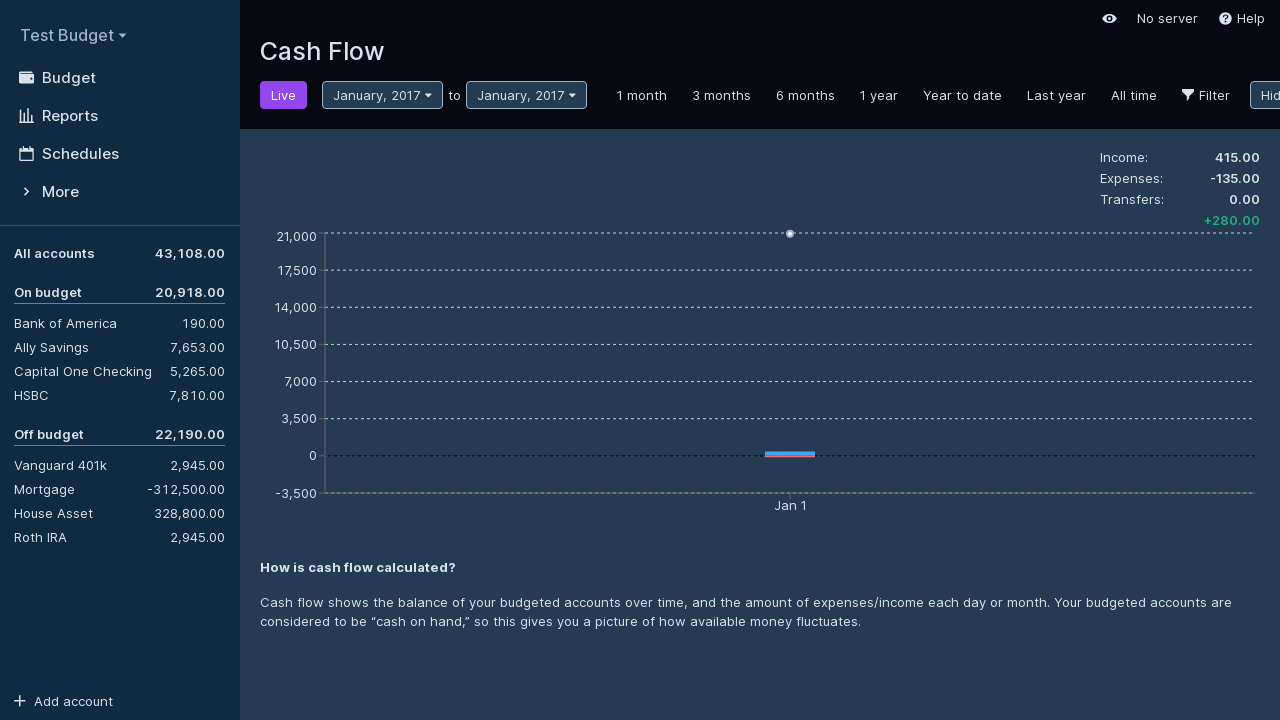 Test Budget
Budget
Reports
Schedules
More
All accounts 43,108.00
On budget 20,918.00
Bank of America 190.00
Ally Savings 7,653.00
Capital One Checking 5,265.00
HSBC 7,810.00
Off budget 22,190.00
Vanguard 401k 2,945.00
Mortgage -312,500.00
House Asset 328,800.00
Roth IRA 2,945.00
Add account
No server Help
Cash Flow
Live January, 2017 to January, 2017 1 month 3 months 6 months 1 year Year to date Last year All time Filter Hid
Income: 415.00
Expenses: -135.00
Transfers: 0.00
+280.00
21,000
17,500
14,000
10,500
7,000
3,500
0
-3,500
Jan 1
How is cash flow calculated?
Cash flow shows the balance of your budgeted accounts over time, and the amount of expenses/income each day or month. Your budgeted accounts are
considered to be “cash on hand,” so this gives you a picture of how available money fluctuates.